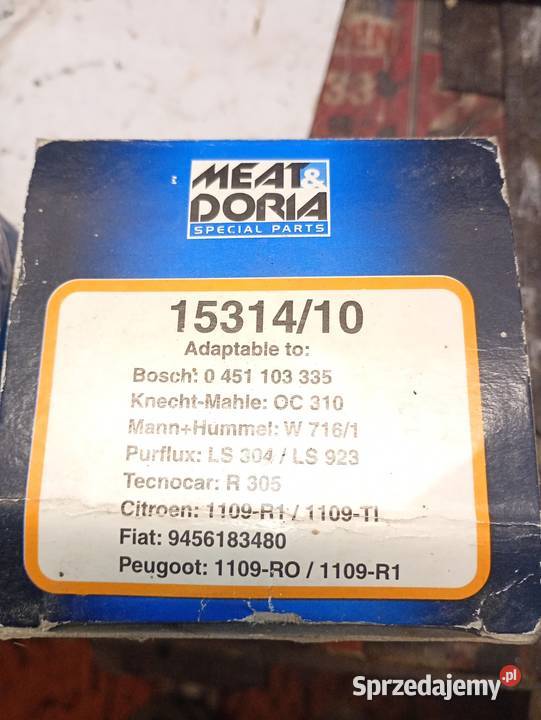 33
MEAT&
DORIA
SPECIAL PARTS
15314/10
Adaptable to:
Bosch: 0 451 103 335
Knecht-Mahle: OC 310
Mann+Hummel: W 716/1
Purflux: LS 304 / LS 923
Tecnocar: R 305
Citroen: 1109-R1 / 1109-TI
Fiat: 9456183480
Peugoot: 1109-RO / 1109-R1
Sprzedajemy.pl